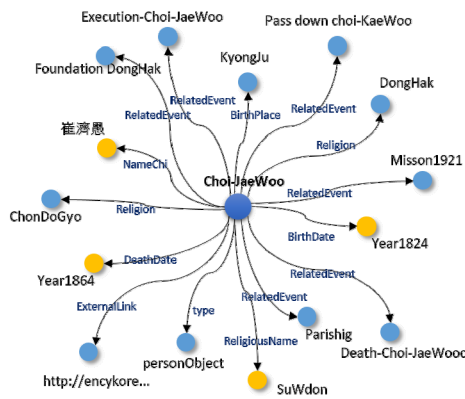 Execution-Choi-JaeWoo
Pass down choi-KaeWoo
Foundation DongHak
KyongJu
DongHak
RelatedEvent
RelatedEvent
BirthPlace
RelatedEvent
Religion
崔濟愚
NameChi
Choi-JaeWoo
Misson1921
RelatedEvent
ChonDoGyo
Religion
BirthDate
Year1824
Year1864
DeathDate
RelatedEvent
ExternalLink
type
RelatedEvent
ReligiousName
Parishig
personObject
Death-Choi-JaeWooo
http://encykore...
SuWdon